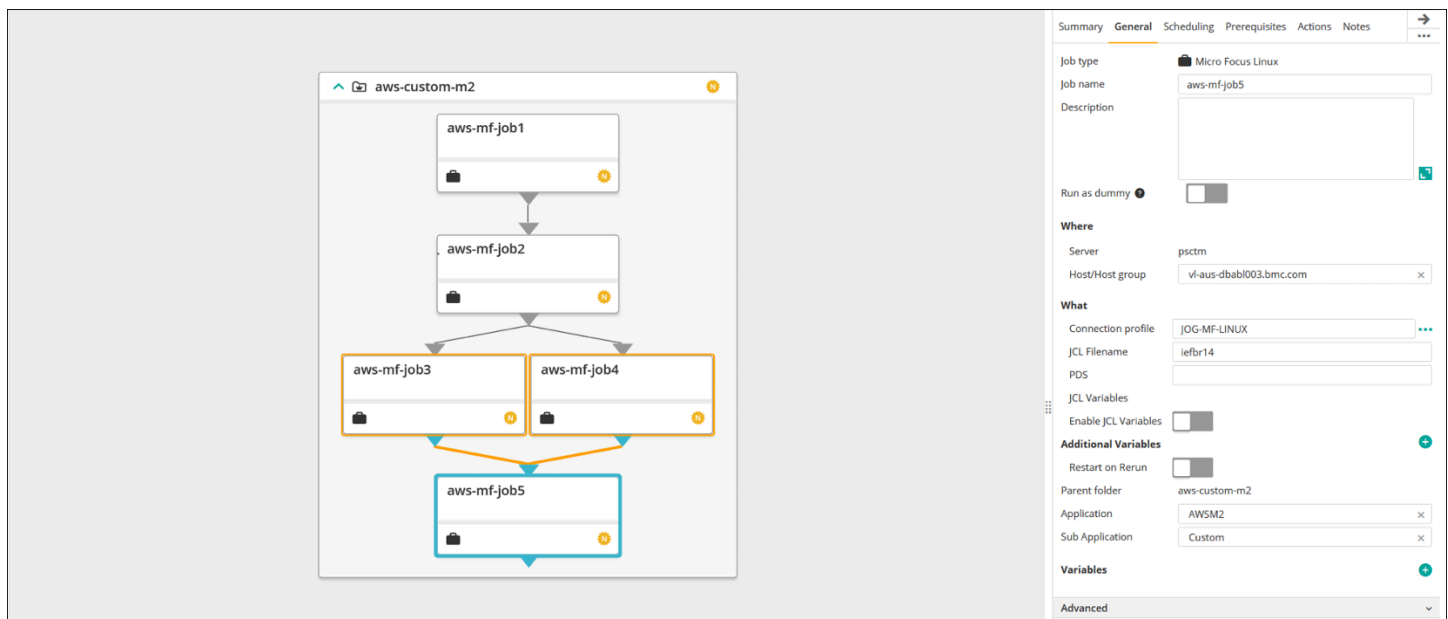 aws-custom-m2
N
aws-mf-job1
N
aws-mf-job2
N
aws-mf-job3
N
aws-mf-job4
N
aws-mf-job5
N
Summary General Scheduling Prerequisites Actions Notes
Job type Micro Focus Linux
Job name aws-mf-job5
Description
Run as dummy ?
Where
Server psctm
Host/Host group vl-aus-dbabl003.bmc.com ×
What
Connection profile JOG-MF-LINUX
JCL Filename iefbr14
PDS
JCL Variables
Enable JCL Variables
Additional Variables
Restart on Rerun
Parent folder aws-custom-m2
Application AWSM2 ×
Sub Application Custom ×
Variables
Advanced